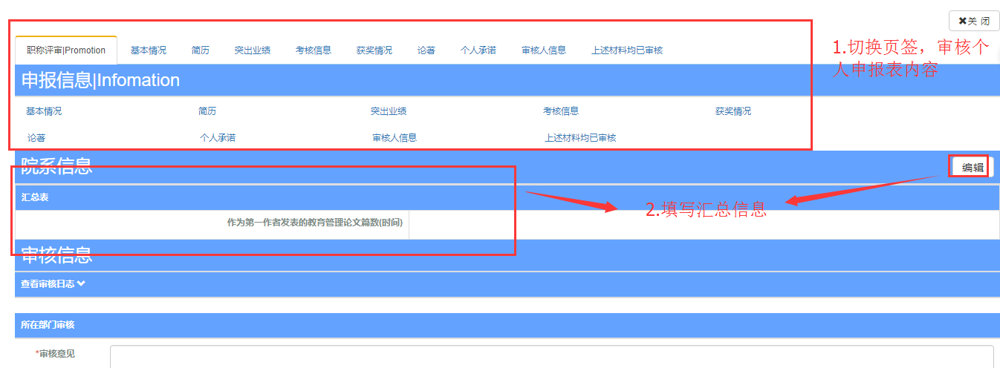 ✖关 闭
职称评审|Promotion 基本情况 简历 突出业绩 考核信息 获奖情况 论著 个人承诺 审核人信息 上述材料均已审核
1.切换页签，审核个
人申报表内容
申报信息|Infomation
基本情况 简历 突出业绩 考核信息 获奖情况
论著 个人承诺 审核人信息 上述材料均已审核
院系信息 编辑
汇总表
2.填写汇总信息
作为第一作者发表的教育管理论文篇数(时间)
审核信息
查看审核日志
所在部门审核
*审核意见